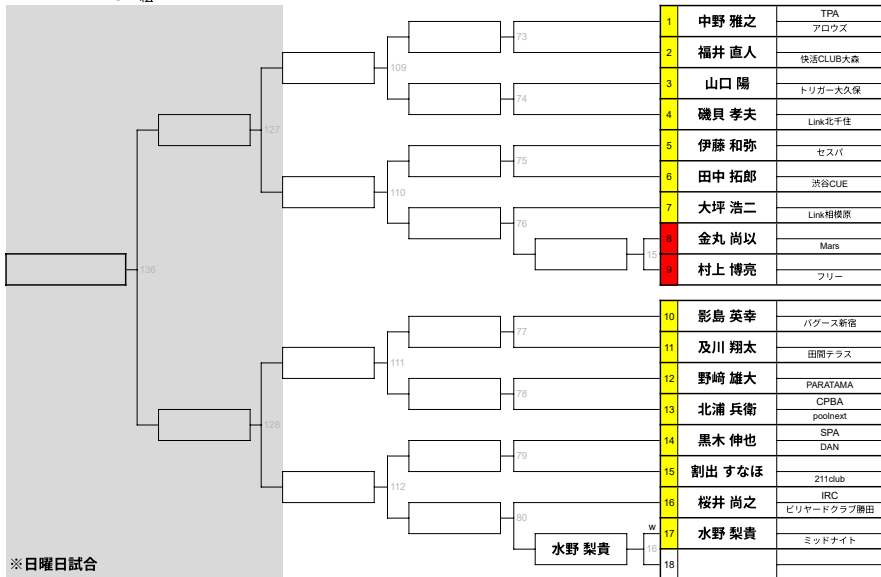 73
1 中野 雅之 TPA
アロウズ
2 福井 直人
快活CLUB大森
109
3 山口 陽
トリガー大久保
74
4 磯貝 孝夫
Link北千住
127
5 伊藤 和弥
セスパ
75
6 田中 拓郎
渋谷CUE
110
7 大坪 浩二
Link相模原
76
8 金丸 尚以
Mars
15
9 村上 博亮
フリー
136
10 影島 英幸
バグース新宿
77
11 及川 翔太
田間テラス
111
12 野﨑 雄大
PARATAMA
78
13 北浦 兵衛 CPBA
poolnext
128
14 黒木 伸也 SPA
DAN
79
15 割出 すなほ
211club
112
16 桜井 尚之 IRC
ビリヤードクラブ勝田
80
w
17 水野 梨貴
ミッドナイト
水野 梨貴
16
18
※日曜日試合